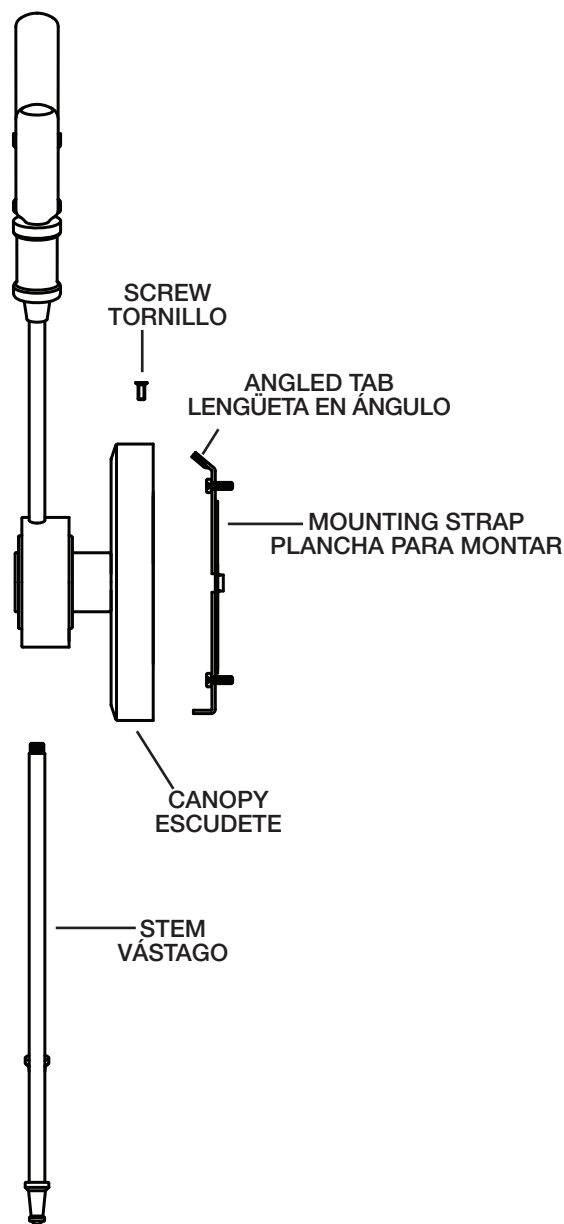 SCREW
TORNILLO
ANGLED TAB
LENGÜETA EN ÁNGULO
MOUNTING STRAP
PLANCHA PARA MONTAR
CANOPY
ESCUDETE
STEM
VÁSTAGO